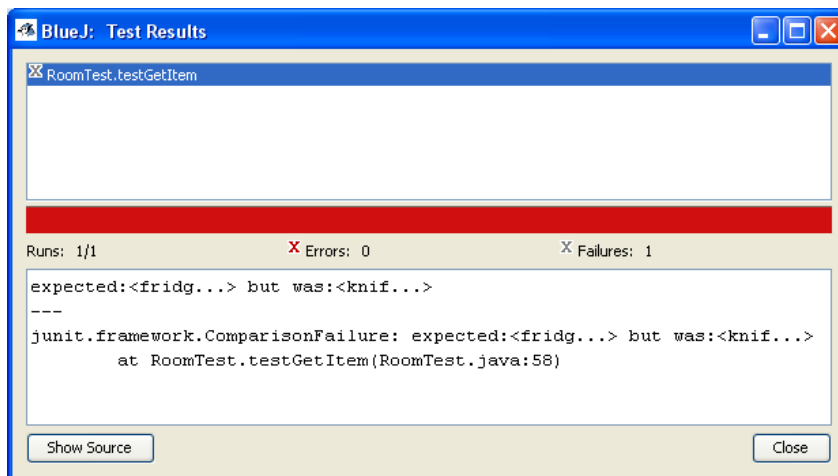 BlueJ: Test Results
RoomTest.testGetItem
Runs: 1/1 X Errors: 0 X Failures: 1
expected:<fridg...> but was:<knif...>
---
junit.framework.ComparisonFailure: expected:<fridg...> but was:<knif...>
at RoomTest.testGetItem(RoomTest.java:58)
Show Source Close